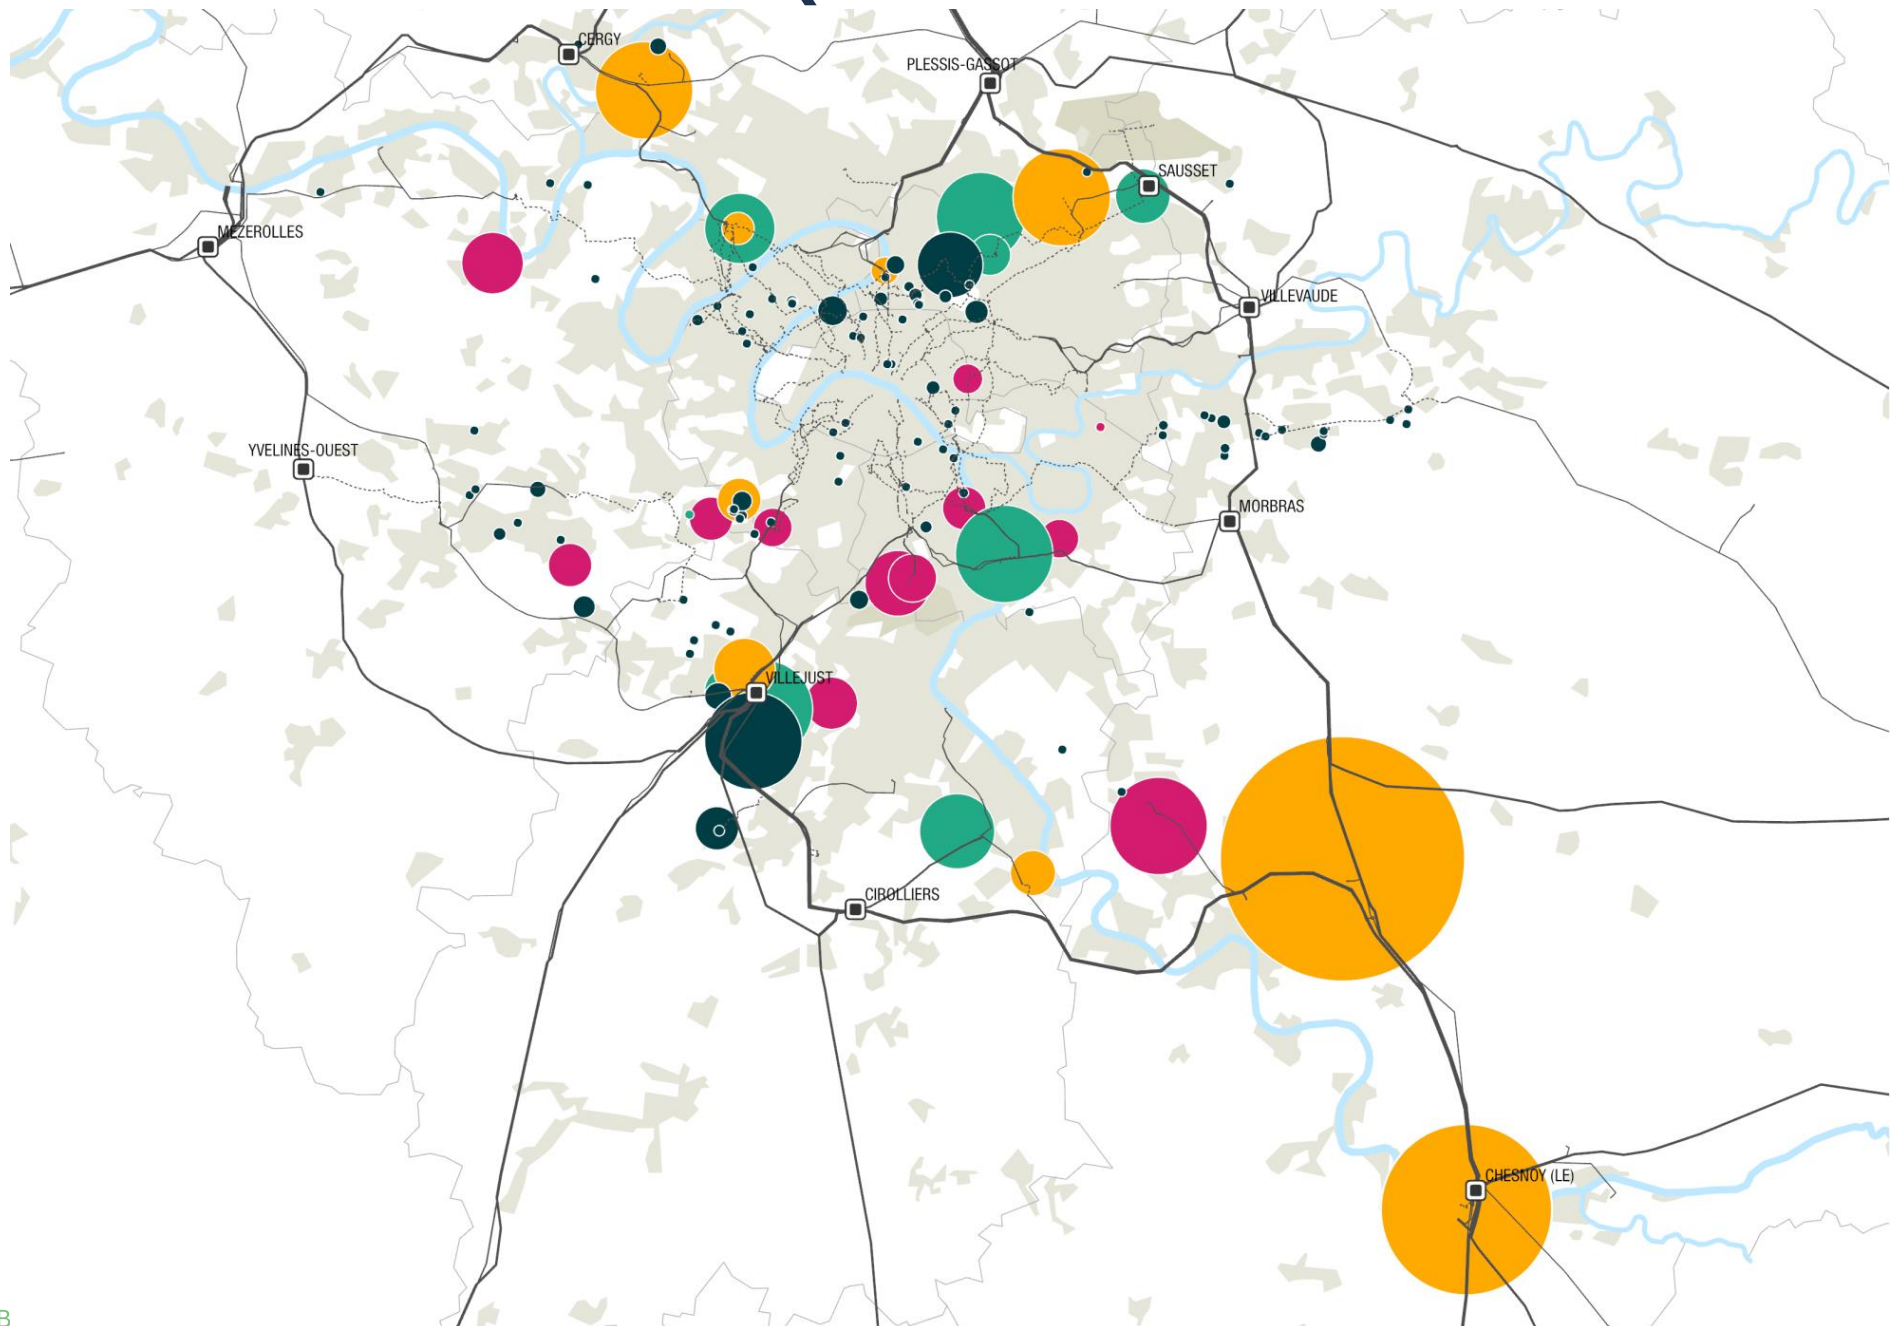 CERGY
PLESSIS-GASSOT
SAUSSET
MEZEROLLES
VILLEVAUDE
YVELINES-OUEST
MORBRAS
VILLEJUST
CIROLLIERS
CHESNOY (LE)
B